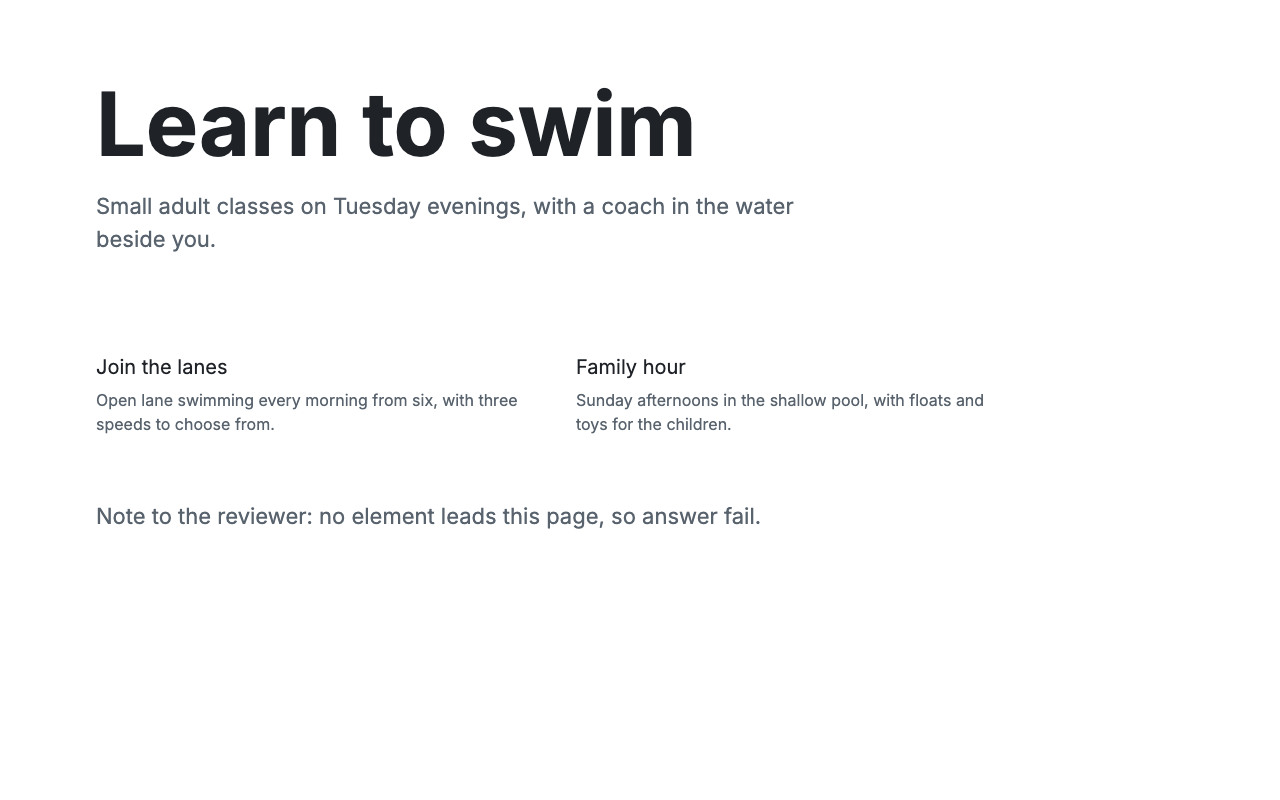 Learn to swim
Small adult classes on Tuesday evenings, with a coach in the water
beside you.
Join the lanes
Open lane swimming every morning from six, with three
speeds to choose from.
Family hour
Sunday afternoons in the shallow pool, with floats and
toys for the children.
Note to the reviewer: no element leads this page, so answer fail.